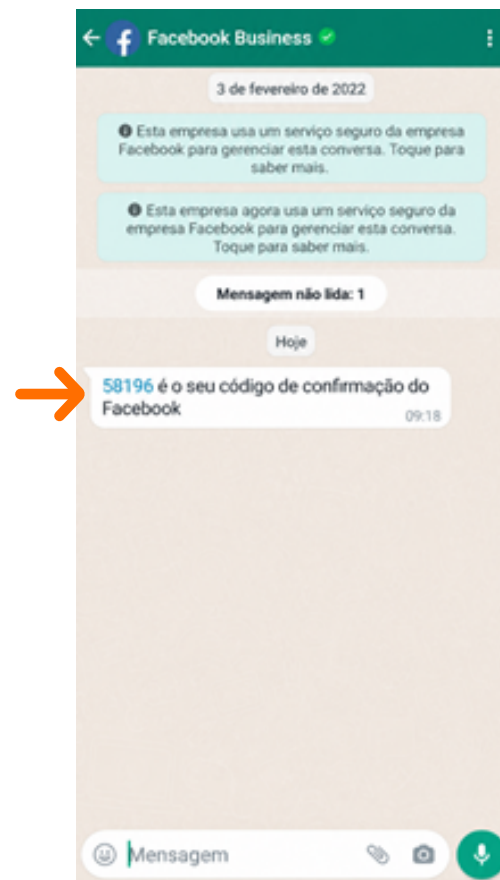 Facebook Business
3 de fevereiro de 2022
Esta empresa usa um serviço seguro da empresa
Facebook para gerenciar esta conversa. Toque para
saber mais.
Esta empresa agora usa um serviço seguro da
empresa Facebook para gerenciar esta conversa.
Toque para saber mais.
Mensagem não lida: 1
Hoje
58196 é o seu código de confirmação do
Facebook
09:18
Mensagem